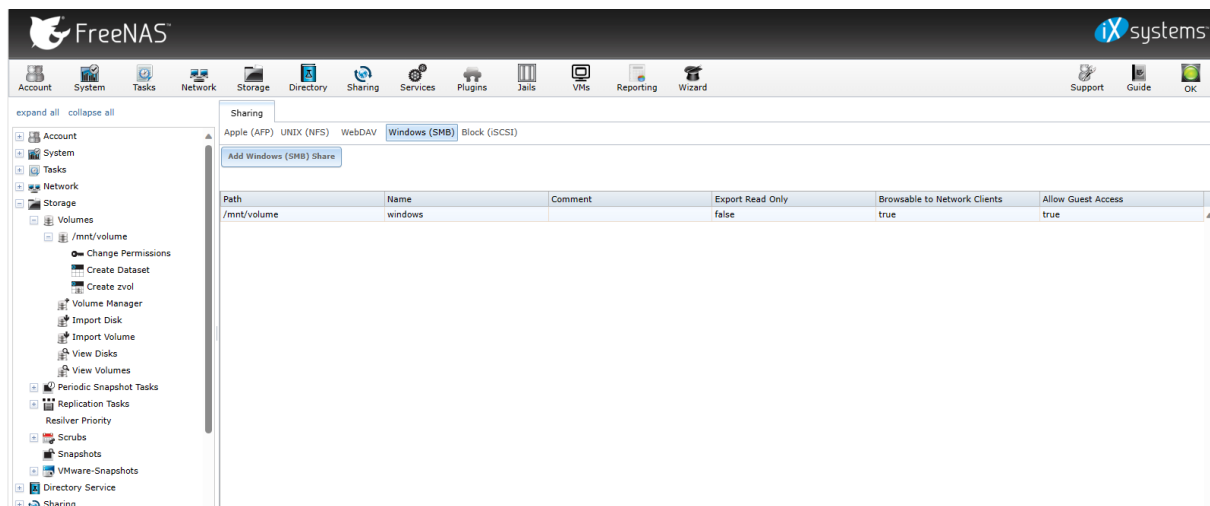 FreeNAS™
iX systems
Account System Tasks Network Storage Directory Sharing Services Plugins Jails VMs Reporting Wizard Support Guide OK
expand all collapse all
Account
System
Tasks
Network
Storage
Volumes
/mnt/volume
Change Permissions
Create Dataset
Create zvol
Volume Manager
Import Disk
Import Volume
View Disks
View Volumes
Periodic Snapshot Tasks
Replication Tasks
Resilver Priority
Scrubs
Snapshots
VMware-Snapshots
Directory Service
Sharing
Sharing
Apple (AFP) UNIX (NFS) WebDAV Windows (SMB) Block (iSCSI)
Add Windows (SMB) Share
Path Name Comment Export Read Only Browsable to Network Clients Allow Guest Access
/mnt/volume windows false true true